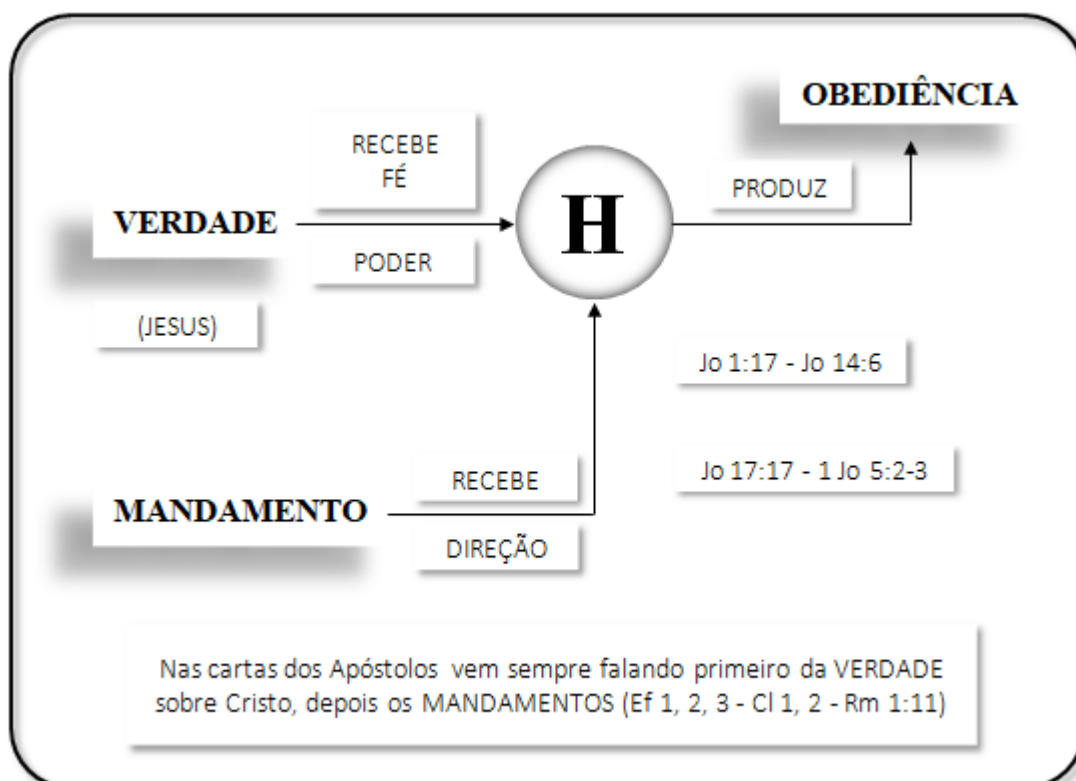 OBEDIÊNCIA
RECEBE
FÉ
PRODUZ
H
VERDADE
PODER
(JESUS)
Jo 1:17 - Jo 14:6
Jo 17:17 - 1 Jo 5:2-3
RECEBE
MANDAMENTO
DIREÇÃO
Nas cartas dos Apóstolos vem sempre falando primeiro da VERDADE
sobre Cristo, depois os MANDAMENTOS (Ef 1, 2, 3 - Cl 1, 2 - Rm 1:11)